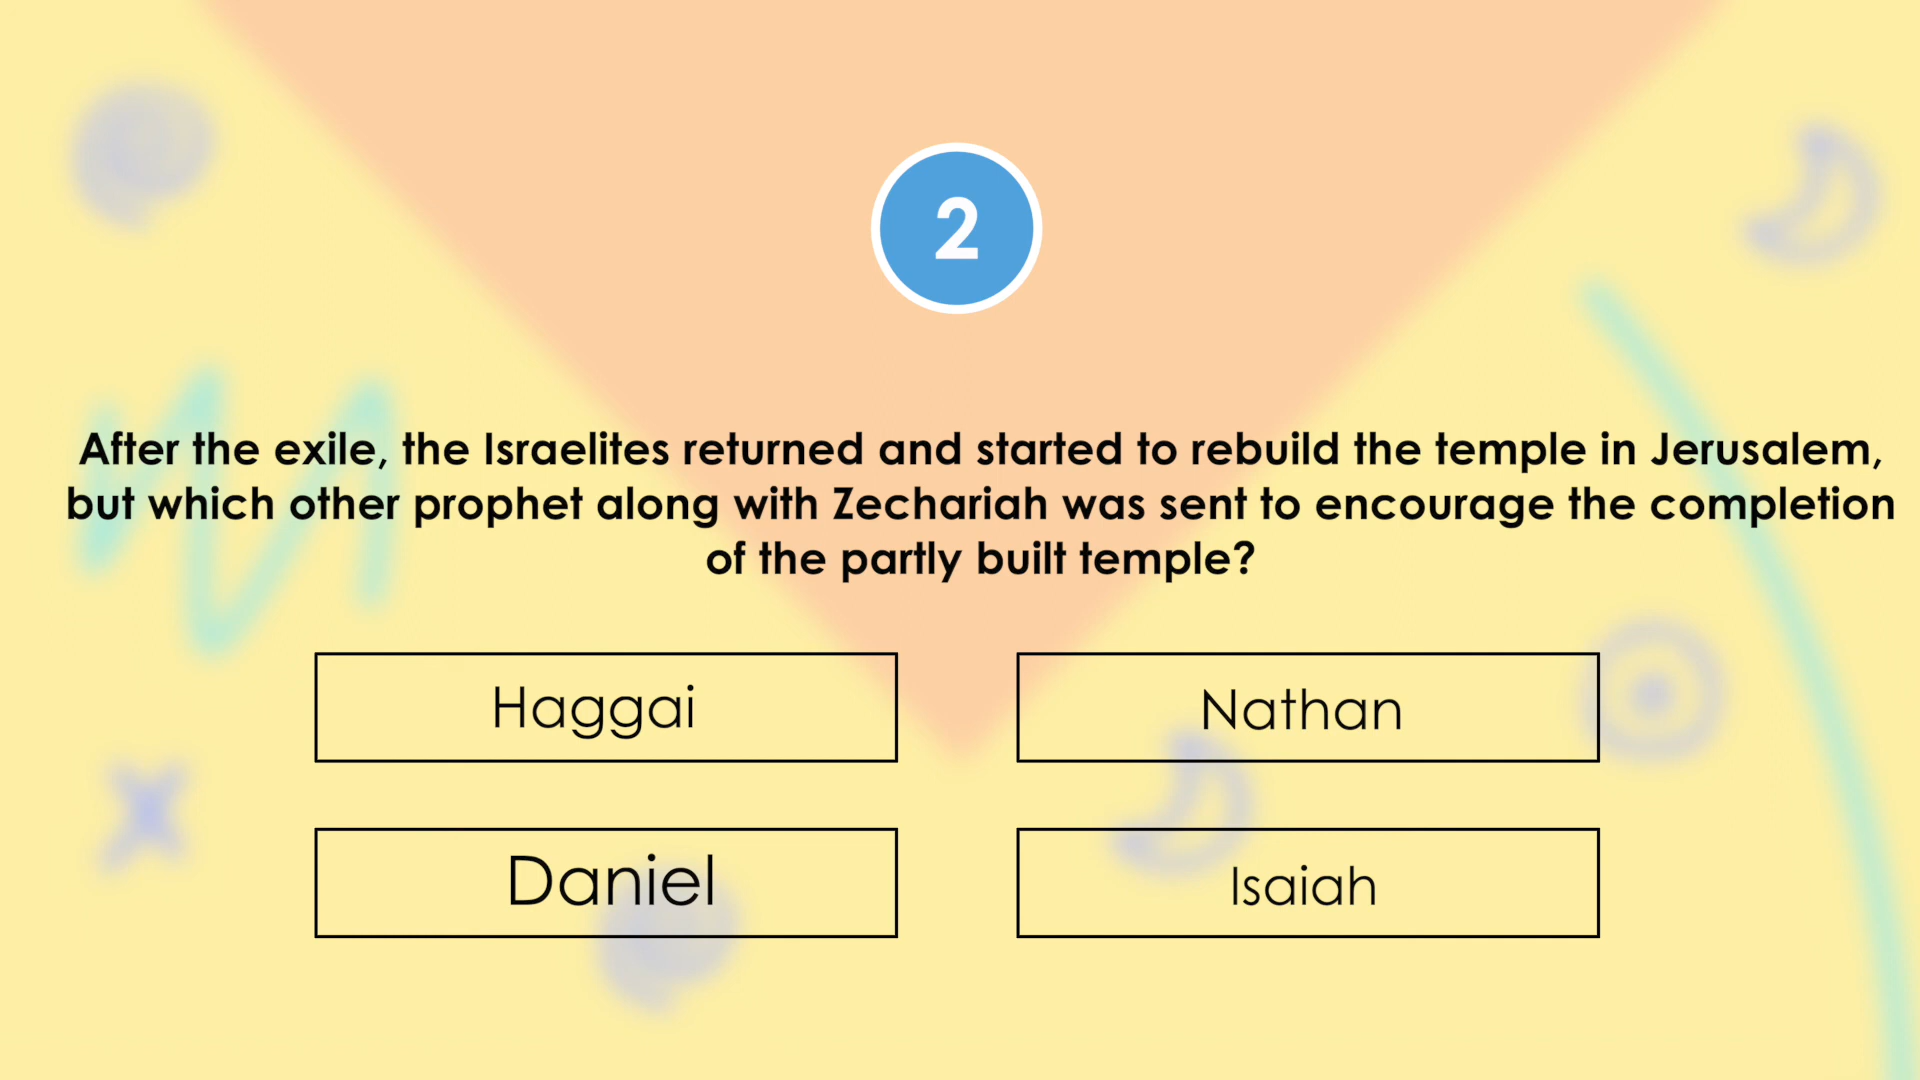 2
After the exile, the Israelites returned and started to rebuild the temple in Jerusalem,
but which other prophet along with Zechariah was sent to encourage the completion
of the partly built temple?
Haggai
Nathan
Daniel
Isaiah